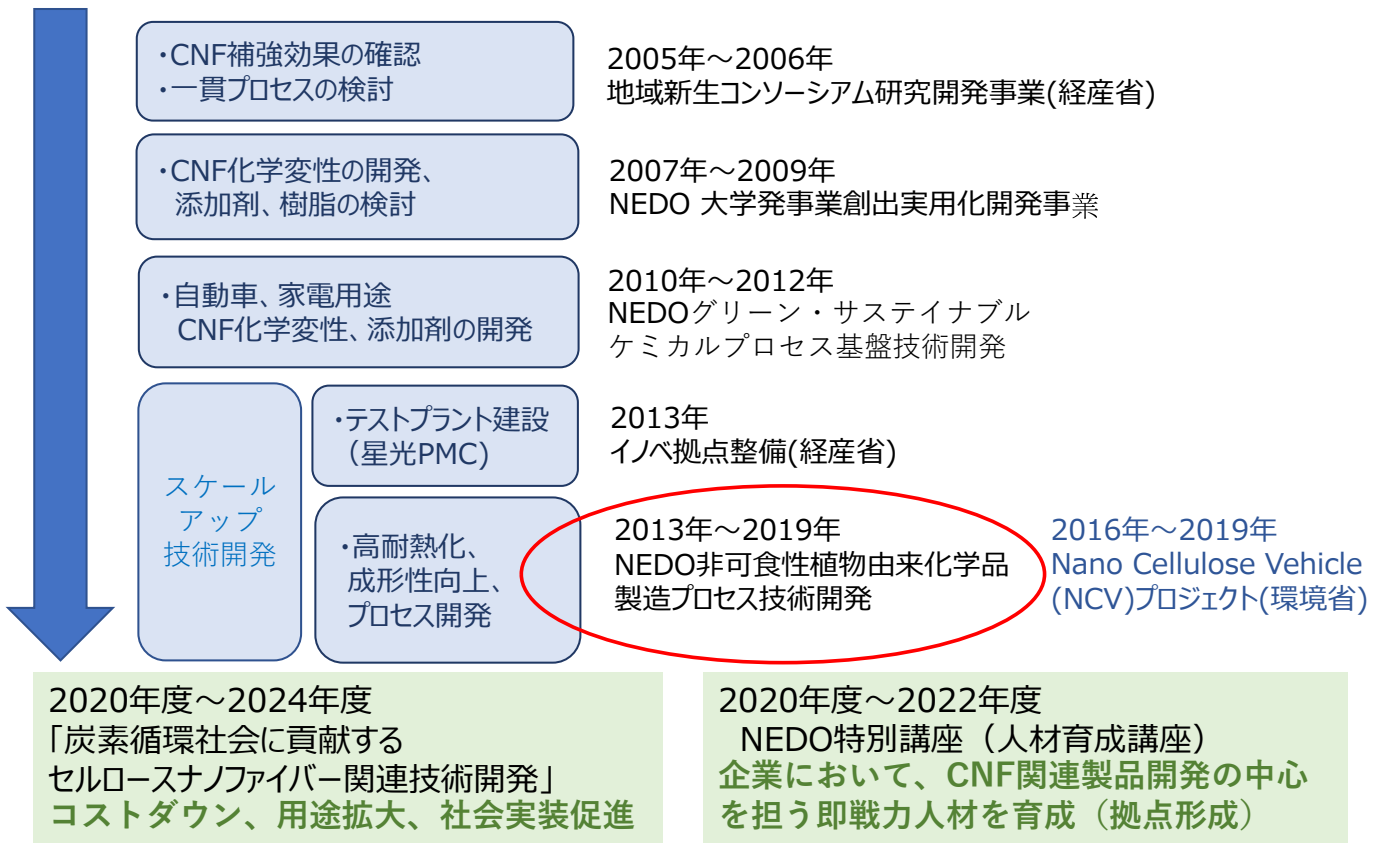 ・CNF補強効果の確認
・一貫プロセスの検討
2005年～2006年
地域新生コンソーシアム研究開発事業(経産省)
・CNF化学変性の開発、
添加剤、樹脂の検討
2007年～2009年
NEDO 大学発事業創出実用化開発事業
・自動車、家電用途
CNF化学変性、添加剤の開発
2010年～2012年
NEDOグリーン・サステイナブル
ケミカルプロセス基盤技術開発
スケール
アップ
技術開発
・テストプラント建設
（星光PMC)
2013年
イノベ拠点整備(経産省)
・高耐熱化、
成形性向上、
プロセス開発
2013年～2019年
NEDO非可食性植物由来化学品
製造プロセス技術開発
2016年～2019年
Nano Cellulose Vehicle
(NCV)プロジェクト(環境省)
2020年度～2024年度
「炭素循環社会に貢献する
セルロースナノファイバー関連技術開発」
コストダウン、用途拡大、社会実装促進
2020年度～2022年度
NEDO特別講座（人材育成講座）
企業において、CNF関連製品開発の中心
を担う即戦力人材を育成（拠点形成）